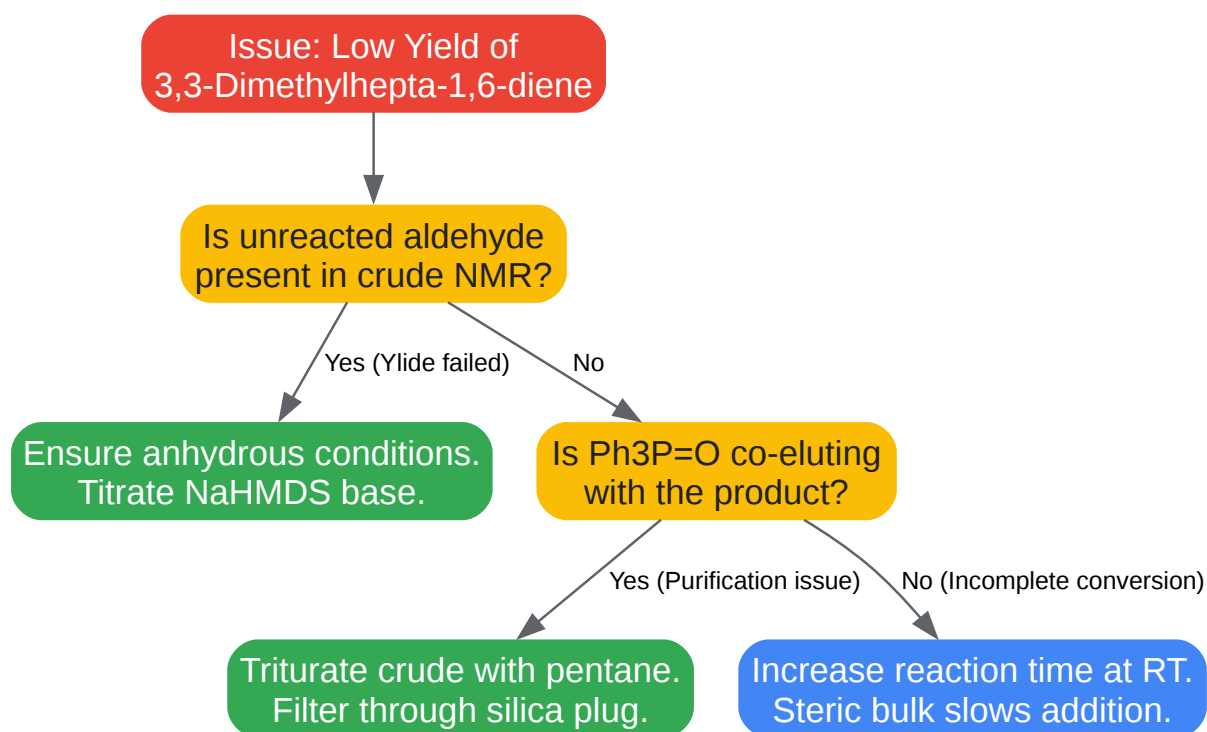 Issue: Low Yield of
3,3-Dimethylhepta-1,6-diene
Is unreacted aldehyde
present in crude NMR?
Yes (Ylide failed)
No
Ensure anhydrous conditions.
Titrate NaHMDS base.
Is Ph3P=O co-eluting
with the product?
Yes (Purification issue)
No (Incomplete conversion)
Triturate crude with pentane.
Filter through silica plug.
Increase reaction time at RT.
Steric bulk slows addition.